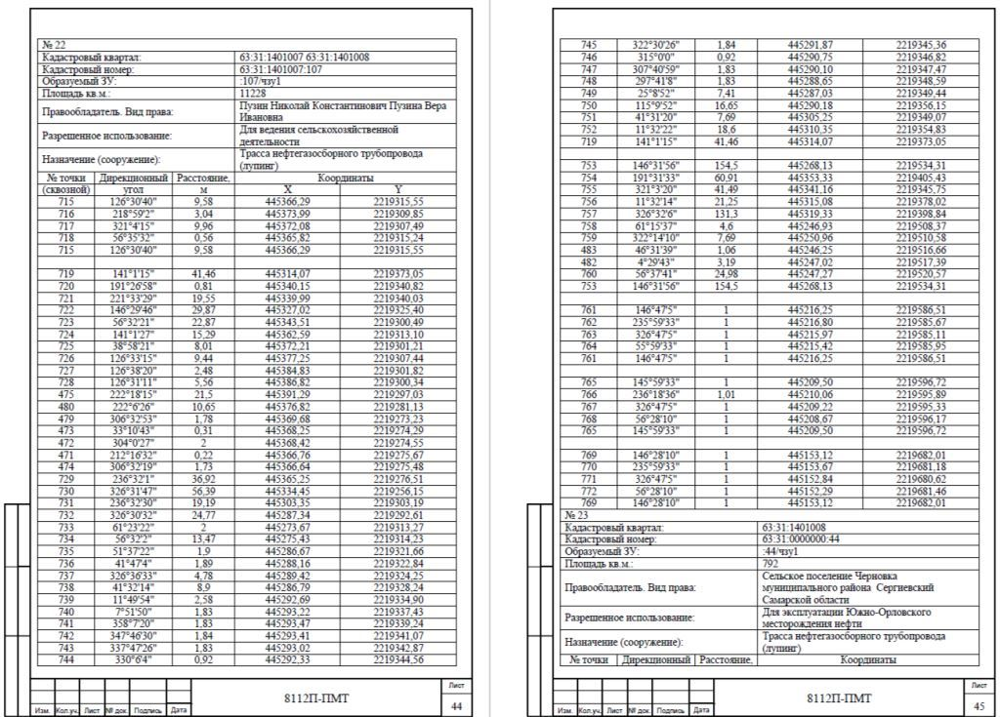 № 22
Кадастровый квартал: 63:31:1401007 63:31:1401008
Кадастровый номер: 63:31:1401007:107
Образуемый ЗУ: :107/чзу1
Площадь кв.м.: 11228
Правообладатель. Вид права: Пузин Николай Константинович Пузина Вера
Ивановна
Разрешенное использование: Для ведения сельскохозяйственной
деятельности
Назначение (сооружение): Трасса нефтегазосборного трубопровода
(лупинг)
№ точки Дирекционный Расстояние, Координаты
(сквозной) угол м X Y
715 126°30'40" 9,58 445366,29 2219315,55
716 218°59'2" 3,04 445373,99 2219309,85
717 321°4'15" 9,96 445372,08 2219307,49
718 56°35'32" 0,56 445365,82 2219315,24
715 126°30'40" 9,58 445366,29 2219315,55
719 141°1'15" 41,46 445314,07 2219373,05
720 191°26'58" 0,81 445340,15 2219340,82
721 221°33'29" 19,55 445339,99 2219340,03
722 146°29'46" 29,87 445327,02 2219325,40
723 56°32'21" 22,87 445343,51 2219300,49
724 141°1'27" 15,29 445362,59 2219313,10
725 38°58'21" 8,01 445372,21 2219301,21
726 126°33'15" 9,44 445377,25 2219307,44
727 126°38'20" 2,48 445384,83 2219301,82
728 126°31'11" 5,56 445386,82 2219300,34
475 222°18'15" 21,5 445391,29 2219297,03
480 222°6'26" 10,65 445376,82 2219281,13
479 306°32'53" 1,78 445369,68 2219273,23
473 33°10'43" 0,31 445368,25 2219274,29
472 304°0'27" 2 445368,42 2219274,55
471 212°16'32" 0,22 445366,76 2219275,67
474 306°32'19" 1,73 445366,64 2219275,48
729 236°32'1" 36,92 445365,25 2219276,51
730 326°31'47" 56,39 445334,45 2219256,15
731 236°32'30" 19,19 445303,35 2219303,19
732 326°30'32" 24,77 445287,34 2219292,61
733 61°23'22" 2 445273,67 2219313,27
734 56°32'2" 13,47 445275,43 2219314,23
735 51°37'22" 1,9 445286,67 2219321,66
736 41°47'4" 1,89 445288,16 2219322,84
737 326°36'33" 4,78 445289,42 2219324,25
738 41°32'14" 8,9 445286,79 2219328,24
739 11°49'54" 2,58 445292,69 2219334,90
740 7°51'50" 1,83 445293,22 2219337,43
741 358°7'20" 1,83 445293,47 2219339,24
742 347°46'30" 1,84 445293,41 2219341,07
743 337°47'26" 1,83 445293,02 2219342,87
744 330°6'4" 0,92 445292,33 2219344,56
8112П-ПМТ
Лист
44
Изм. Кол.уч. Лист № док. Подпись Дата
745 322°30'26" 1,84 445291,87 2219345,36
746 315°0'0" 0,92 445290,75 2219346,82
747 307°40'59" 1,83 445290,10 2219347,47
748 297°41'8" 1,83 445288,65 2219348,59
749 25°8'52" 7,41 445287,03 2219349,44
750 115°9'52" 16,65 445290,18 2219356,15
751 41°31'20" 7,69 445305,25 2219349,07
752 11°32'22" 18,6 445310,35 2219354,83
719 141°1'15" 41,46 445314,07 2219373,05
753 146°31'56" 154,5 445268,13 2219534,31
754 191°31'33" 60,91 445353,33 2219405,43
755 321°3'20" 41,49 445341,16 2219345,75
756 11°32'14" 21,25 445315,08 2219378,02
757 326°32'6" 131,3 445319,33 2219398,84
758 61°15'37" 4,6 445246,93 2219508,37
759 322°14'10" 7,69 445250,96 2219510,58
483 46°31'39" 1,06 445246,25 2219516,66
482 4°29'43" 3,19 445247,02 2219517,39
760 56°37'41" 24,98 445247,27 2219520,57
753 146°31'56" 154,5 445268,13 2219534,31
761 146°47'5" 1 445216,25 2219586,51
762 235°59'33" 1 445216,80 2219585,67
763 326°47'5" 1 445215,97 2219585,11
764 55°59'33" 1 445215,42 2219585,95
761 146°47'5" 1 445216,25 2219586,51
765 145°59'33" 1 445209,50 2219596,72
766 236°18'36" 1,01 445210,06 2219595,89
767 326°47'5" 1 445209,22 2219595,33
768 56°28'10" 1 445208,67 2219596,17
765 145°59'33" 1 445209,50 2219596,72
769 146°28'10" 1 445153,12 2219682,01
770 235°59'33" 1 445153,67 2219681,18
771 326°47'5" 1 445152,84 2219680,62
772 56°28'10" 1 445152,29 2219681,46
769 146°28'10" 1 445153,12 2219682,01
№ 23
Кадастровый квартал: 63:31:1401008
Кадастровый номер: 63:31:0000000:44
Образуемый ЗУ: :44/чзу1
Площадь кв.м.: 792
Правообладатель. Вид права: Сельское поселение Черновка
муниципального района Сергиевский
Самарской области
Разрешенное использование: Для эксплуатации Южно-Орловского
месторождения нефти
Назначение (сооружение): Трасса нефтегазосборного трубопровода
(лупинг)
№ точки Дирекционный Расстояние, Координаты
8112П-ПМТ
Лист
45
Изм. Кол.уч. Лист № док. Подпись Дата